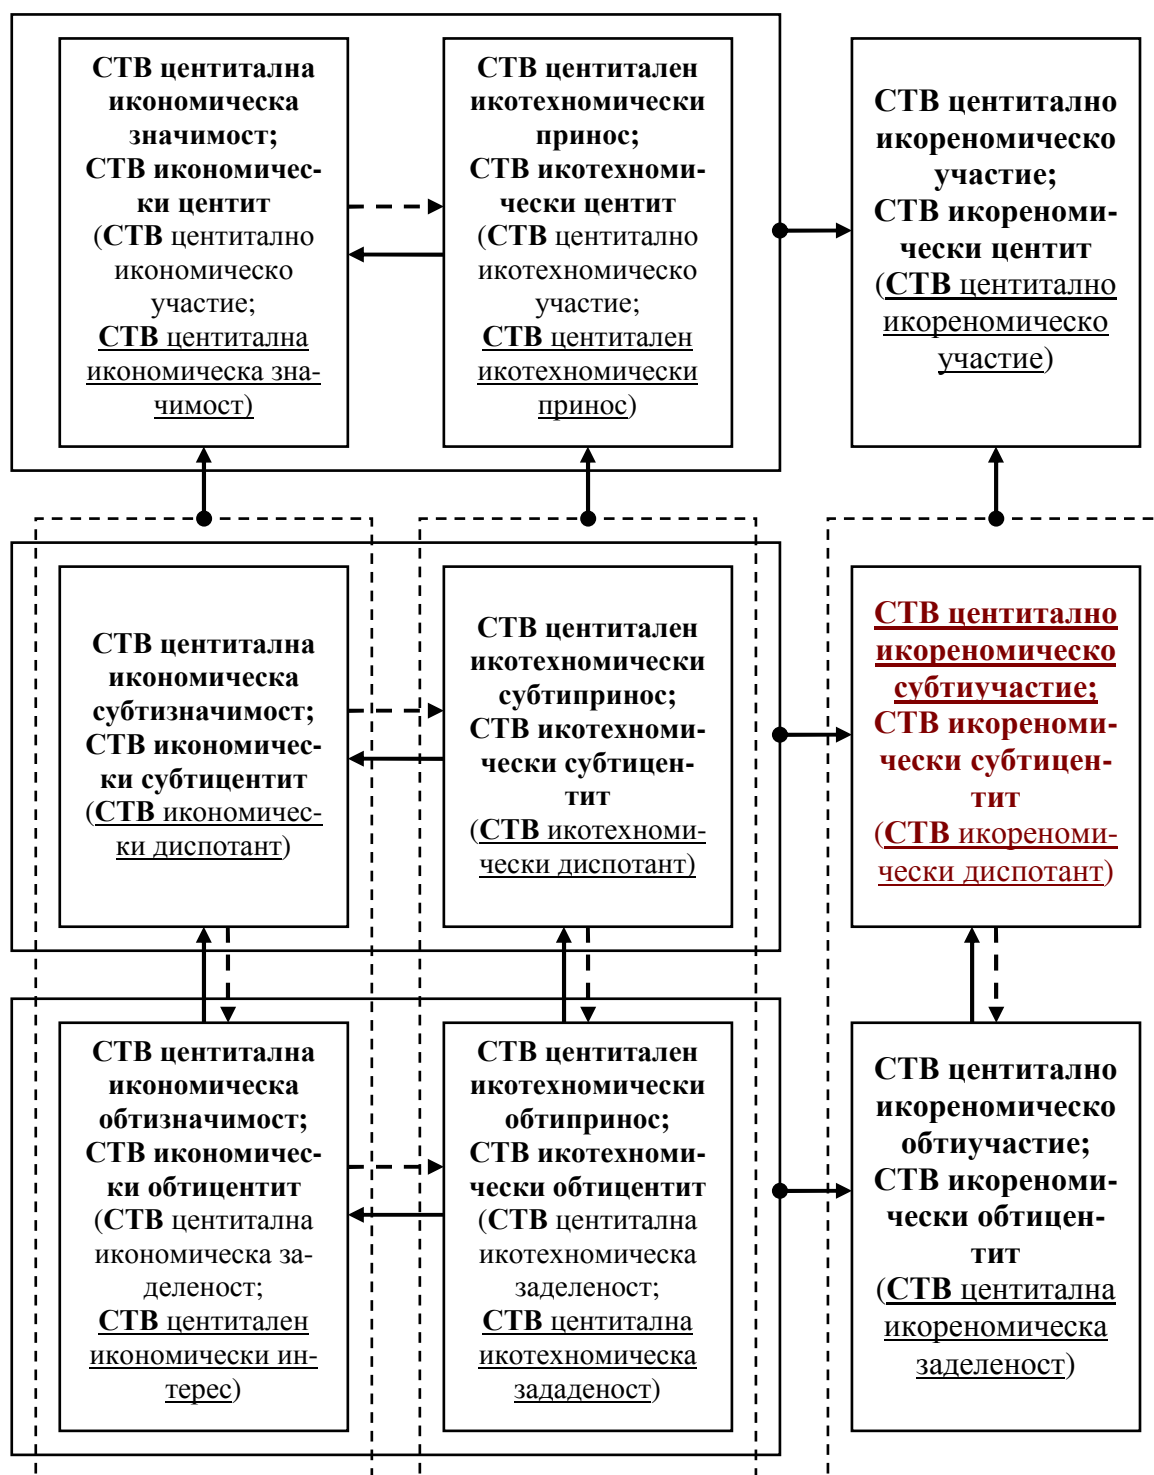 СТВ центитална
икономическа
значимост;
СТВ икономичес-
ки центит
(СТВ центитално
икономическо
участие;
СТВ центитална
икономическа зна-
чимост)
СТВ центитален
икотехномически
принос;
СТВ икотехноми-
чески центит
(СТВ центитално
икотехномическо
участие;
СТВ центитален
икотехномически
принос)
СТВ центитално
икореномическо
участие;
СТВ икореноми-
чески центит
(СТВ центитално
икореномическо
участие)
СТВ центитална
икономическа
субтизначимост;
СТВ икономичес-
ки субтицентит
(СТВ икономичес-
ки диспотант)
СТВ центитален
икотехномически
субтипринос;
СТВ икотехноми-
чески субтицен-
тит
(СТВ икотехноми-
чески диспотант)
СТВ центитално
икореномическо
субтиучастие;
СТВ икореноми-
чески субтицен-
тит
(СТВ икореноми-
чески диспотант)
СТВ центитална
икономическа
обтизначимост;
СТВ икономичес-
ки обтицентит
(СТВ центитална
икономическа за-
деленост;
СТВ центитален
икономически ин-
терес)
СТВ центитален
икотехномически
обтипринос;
СТВ икотехноми-
чески обтицентит
(СТВ центитална
икотехномическа
заделеност;
СТВ центитална
икотехномическа
зададеност)
СТВ центитално
икореномическо
обтиучастие;
СТВ икореноми-
чески обтицен-
тит
(СТВ центитална
икореномическа
заделеност)